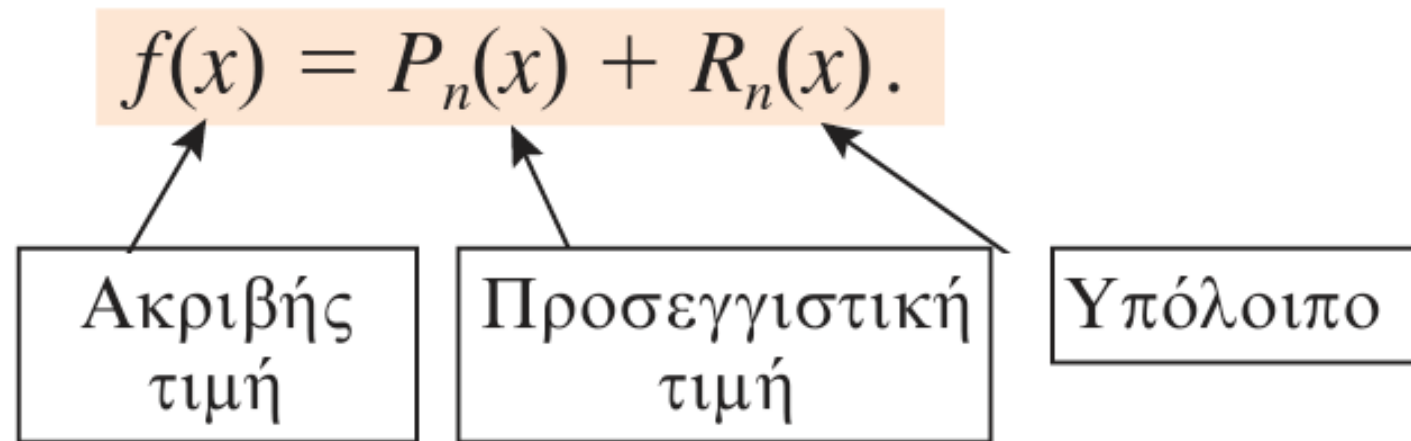 f(x) = Pₙ(x) + Rₙ(x).
Ακριβής
τιμή
Προσεγγιστική
τιμή
Υπόλοιπο